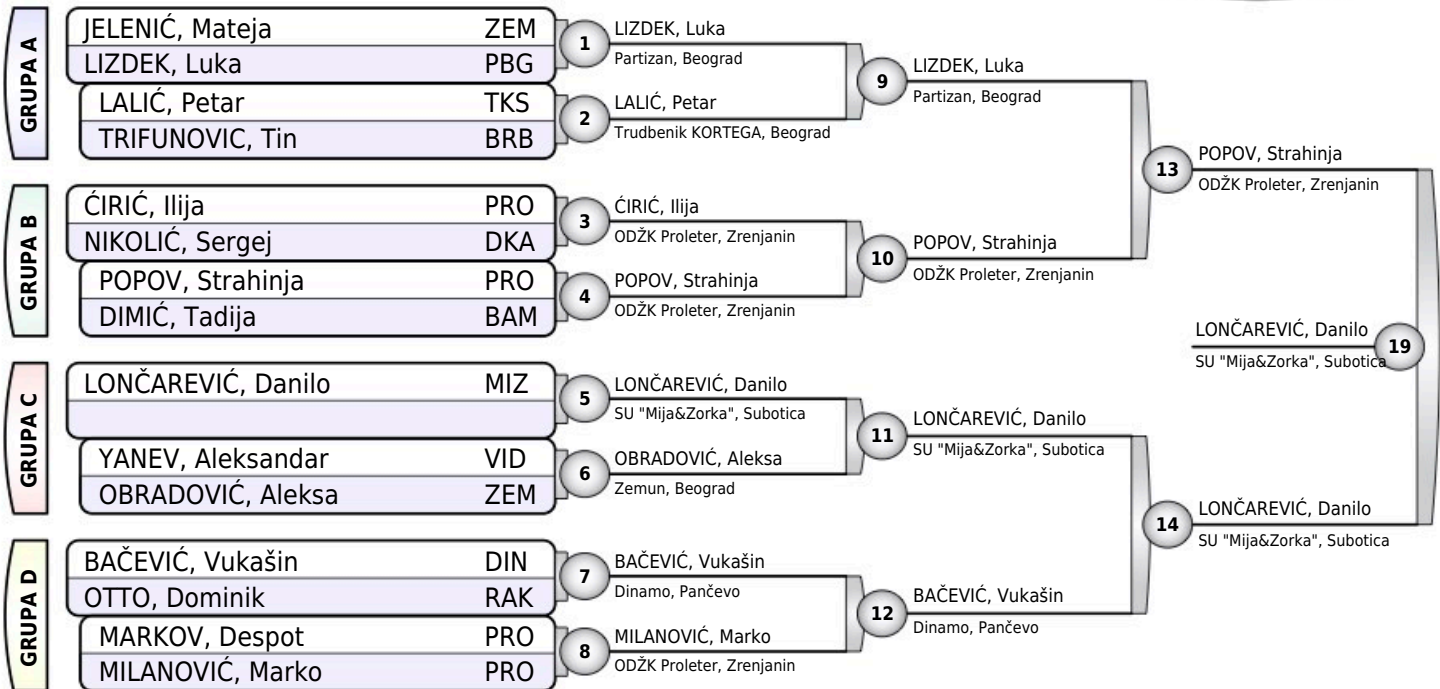 GRUPA A
JELENIĆ, Mateja ZEM
LIZDEK, Luka PBG
LALIĆ, Petar TKS
TRIFUNOVIC, Tin BRB
1
LIZDEK, Luka
Partizan, Beograd
2
LALIĆ, Petar
Trudbenik KORTEGA, Beograd
9
LIZDEK, Luka
Partizan, Beograd
GRUPA B
ĆIRIĆ, Ilija PRO
NIKOLIĆ, Sergej DKA
POPOV, Strahinja PRO
DIMIĆ, Tadija BAM
3
ĆIRIĆ, Ilija
ODŽK Proleter, Zrenjanin
4
POPOV, Strahinja
ODŽK Proleter, Zrenjanin
10
POPOV, Strahinja
ODŽK Proleter, Zrenjanin
13
POPOV, Strahinja
ODŽK Proleter, Zrenjanin
GRUPA C
LONČAREVIĆ, Danilo MIZ
YANEV, Aleksandar VID
OBRADOVIĆ, Aleksa ZEM
5
LONČAREVIĆ, Danilo
SU "Mija&Zorka", Subotica
6
OBRADOVIĆ, Aleksa
Zemun, Beograd
11
LONČAREVIĆ, Danilo
SU "Mija&Zorka", Subotica
GRUPA D
BAČEVIĆ, Vukašin DIN
OTTO, Dominik RAK
MARKOV, Despot PRO
MILANOVIĆ, Marko PRO
7
BAČEVIĆ, Vukašin
Dinamo, Pančevo
8
MILANOVIĆ, Marko
ODŽK Proleter, Zrenjanin
12
BAČEVIĆ, Vukašin
Dinamo, Pančevo
14
LONČAREVIĆ, Danilo
SU "Mija&Zorka", Subotica
LONČAREVIĆ, Danilo
SU "Mija&Zorka", Subotica
19